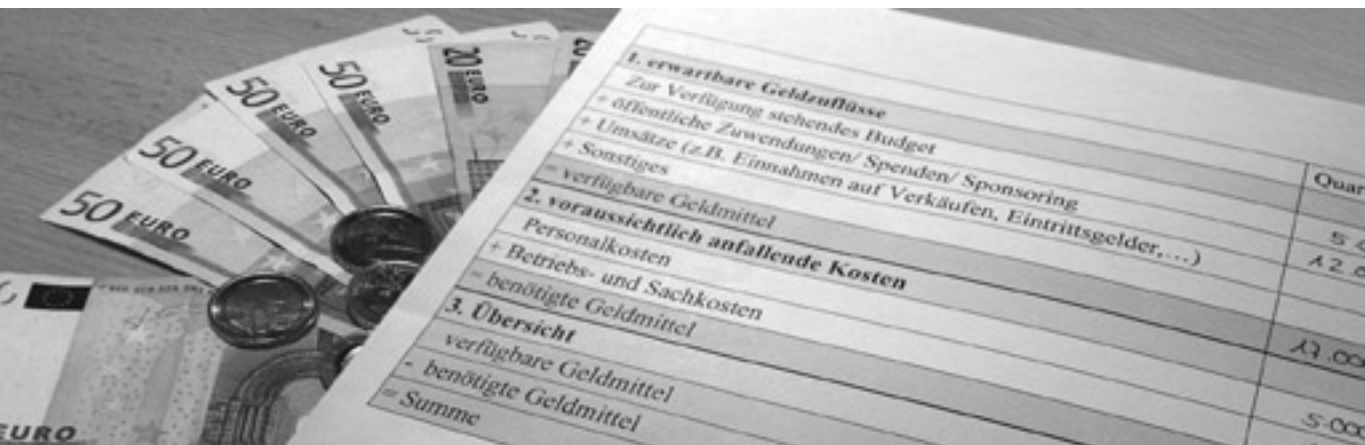 50 EURO
50 EURO
50 EURO
50 EURO
20 EURO
EURO
1. erwartbare Geldzuflüsse
Zur Verfügung stehendes Budget
+ öffentliche Zuwendungen/ Spenden/ Sponsoring
+ Umsätze (z.B. Einnahmen auf Verkäufen, Eintrittsgelder,…)
+ Sonstiges
= verfügbare Geldmittel
2. voraussichtlich anfallende Kosten
Personalkosten
+ Betriebs- und Sachkosten
= benötigte Geldmittel
3. Übersicht
verfügbare Geldmittel
- benötigte Geldmittel
= Summe